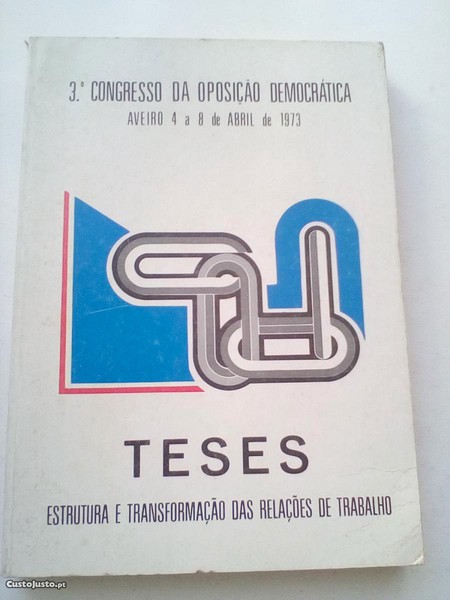 3.º CONGRESSO DA OPOSIÇÃO DEMOCRÁTICA
AVEIRO 4 a 8 de ABRIL de 1973
TESES
ESTRUTURA E TRANSFORMAÇÃO DAS RELAÇÕES DE TRABALHO
© CustoJusto.pt